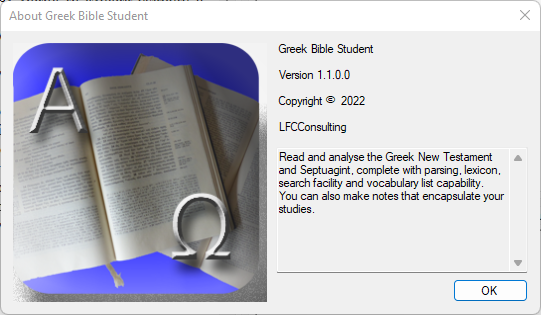 About Greek Bible Student
Greek Bible Student
Version 1.1.0.0
Copyright © 2022
LFCConsulting
Read and analyse the Greek New Testament
and Septuagint, complete with parsing, lexicon,
search facility and vocabulary list capability.
You can also make notes that encapsulate your
studies.
Α
Ω
OK